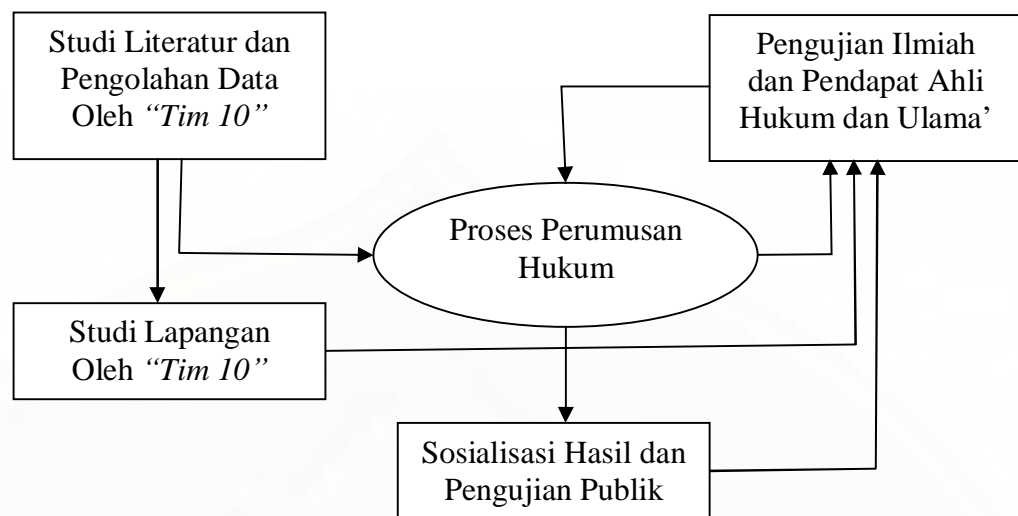 Studi Literatur dan
Pengolahan Data
Oleh “Tim 10”
Pengujian Ilmiah
dan Pendapat Ahli
Hukum dan Ulama’
Proses Perumusan
Hukum
Studi Lapangan
Oleh “Tim 10”
Sosialisasi Hasil dan
Pengujian Publik